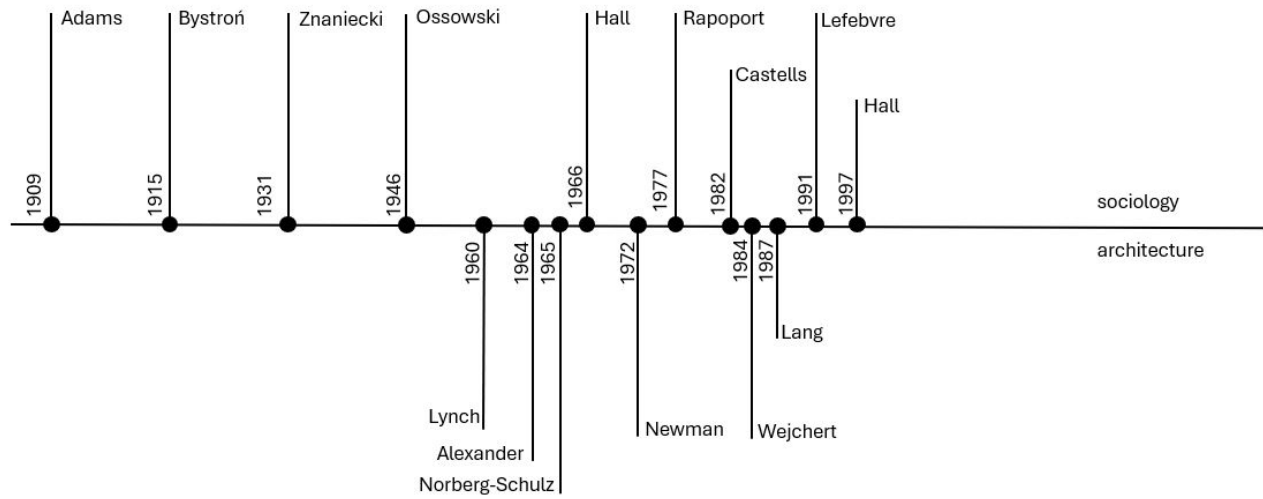 Adams
Bystroń
Znaniecki
Ossowski
Hall
Rapoport
Lefebvre
Castells
Hall
1909
1915
1931
1946
1966
1977
1982
1991
1997
sociology
architecture
1960
1964
1965
1972
1984
1987
Lang
Lynch
Newman
Wejchert
Alexander
Norberg-Schulz